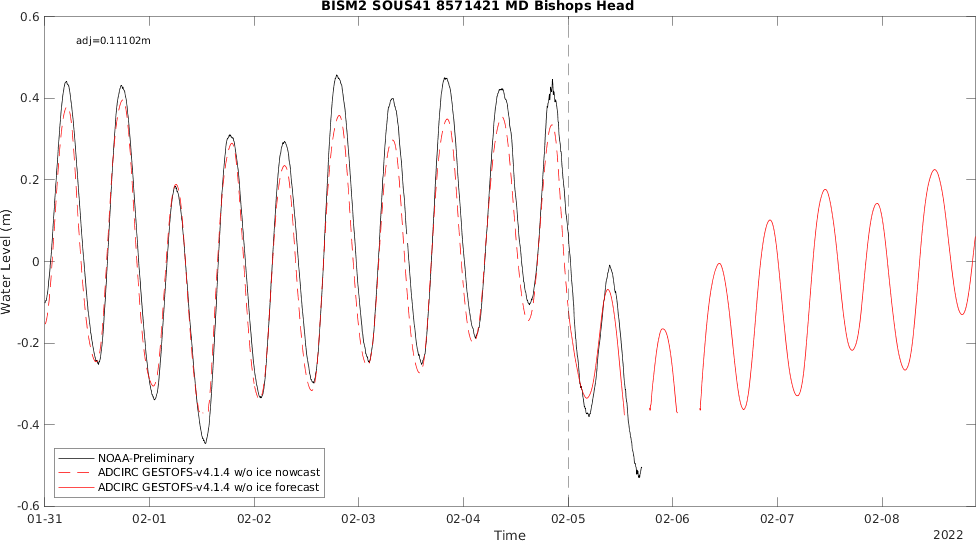 BISM2 SOUS41 8571421 MD Bishops Head
adj=0.11102m
0.6
0.4
0.2
0
-0.2
-0.4
-0.6
Water Level (m)
NOAA-Preliminary
ADCIRC GESTOFS-v4.1.4 w/o ice nowcast
ADCIRC GESTOFS-v4.1.4 w/o ice forecast
01-31 02-01 02-02 02-03 02-04 02-05 02-06 02-07 02-08
Time
2022